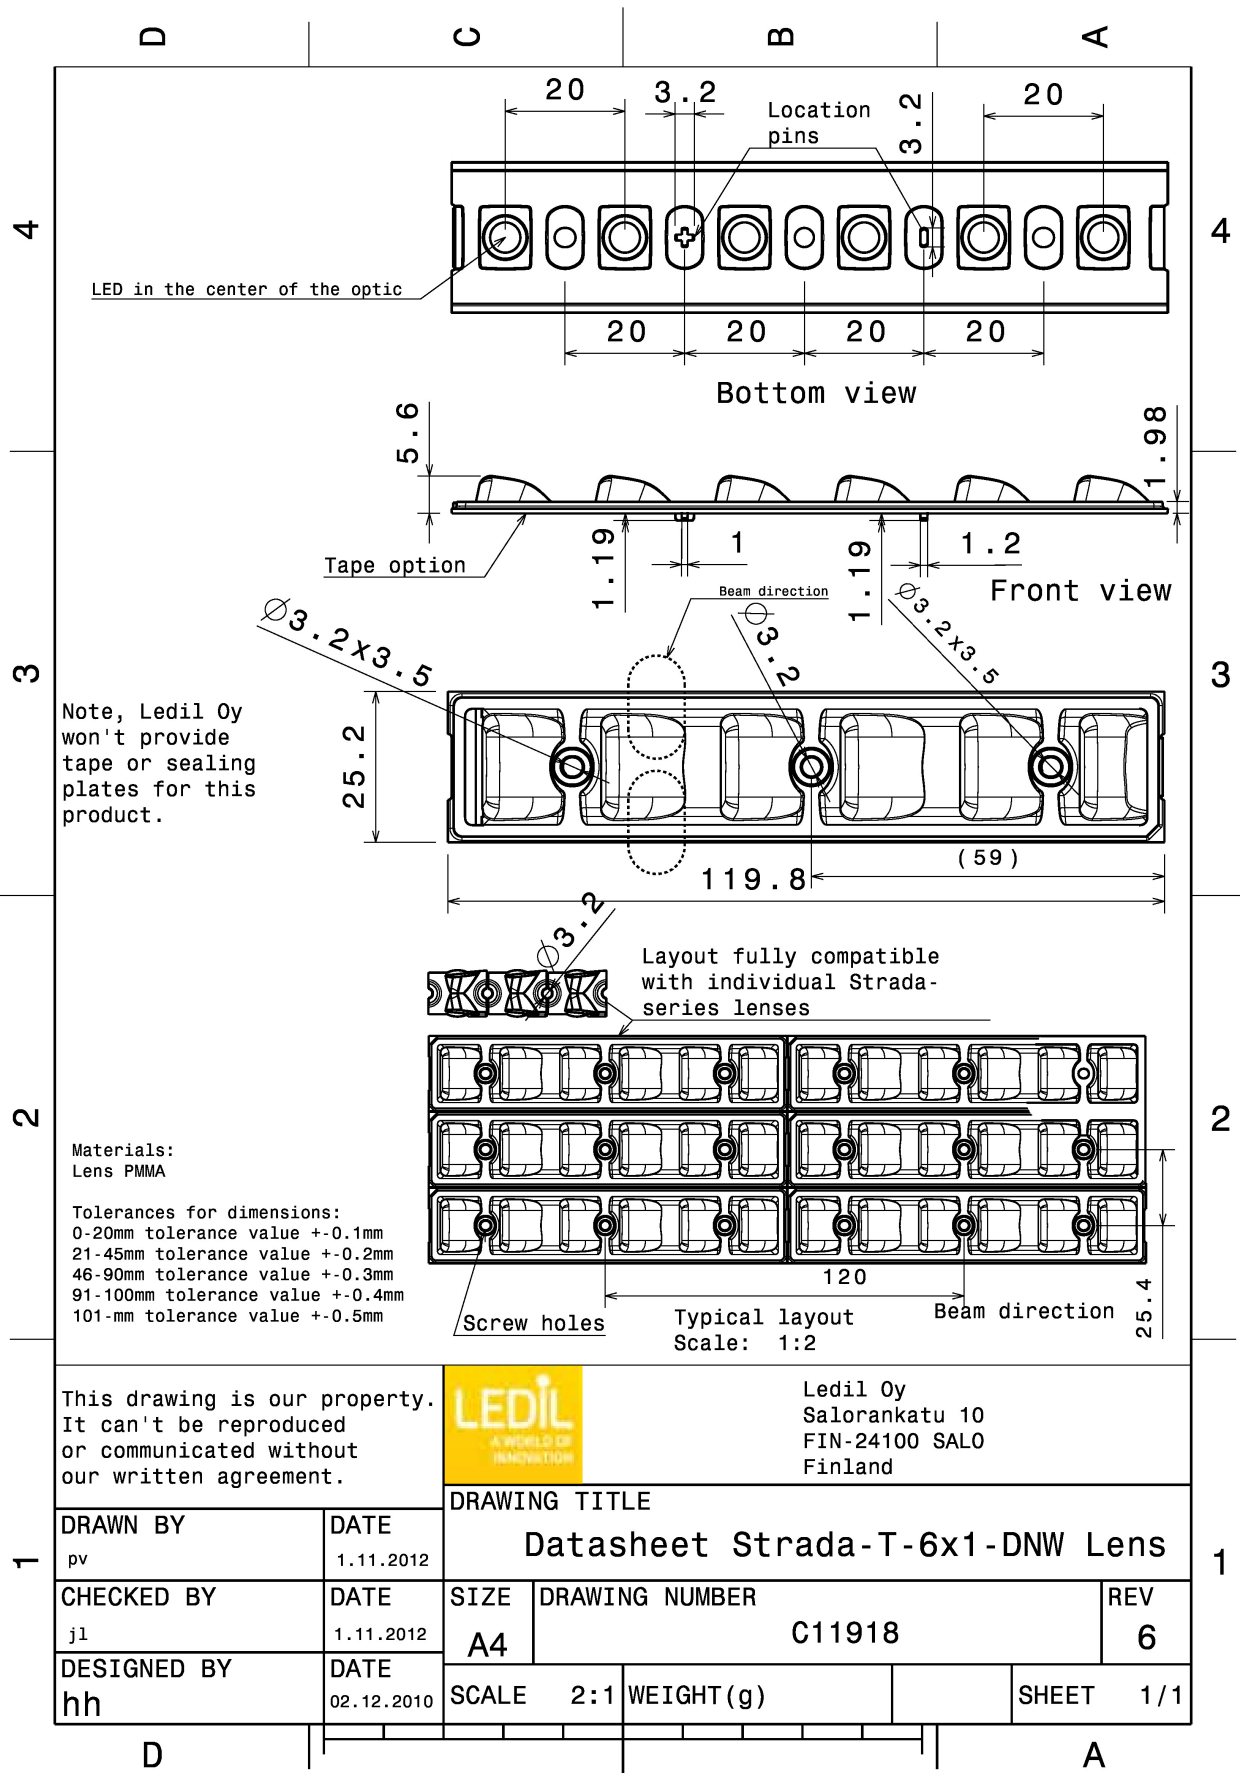 D
C
B
A
20
3.2
Location
pins
3.2
20
4
4
LED in the center of the optic
20
20
20
20
Bottom view
5.6
1.98
Tape option
1.19
1
1.19
1.2
Front view
Beam direction
Ø3.2x3.5
Ø3.2
Ø3.2x3.5
3
3
Note, Ledil Oy
won't provide
tape or sealing
plates for this
product.
25.2
(59)
119.8
Ø3.2
Layout fully compatible
with individual Strada-
series lenses
2
2
Materials:
Lens PMMA
Tolerances for dimensions:
0-20mm tolerance value +-0.1mm
21-45mm tolerance value +-0.2mm
46-90mm tolerance value +-0.3mm
91-100mm tolerance value +-0.4mm
101-mm tolerance value +-0.5mm
120
25.4
Screw holes
Typical layout
Scale: 1:2
Beam direction
This drawing is our property.
It can't be reproduced
or communicated without
our written agreement.
LEDiL
A WORLD OF
INNOVATION
Ledil Oy
Salorankatu 10
FIN-24100 SALO
Finland
DRAWING TITLE
Datasheet Strada-T-6x1-DNW Lens
DRAWN BY
pv
DATE
1.11.2012
1
1
CHECKED BY
jl
DATE
1.11.2012
SIZE
A4
DRAWING NUMBER
C11918
REV
6
DESIGNED BY
hh
DATE
02.12.2010
SCALE 2:1
WEIGHT(g)
SHEET 1/1
D
A